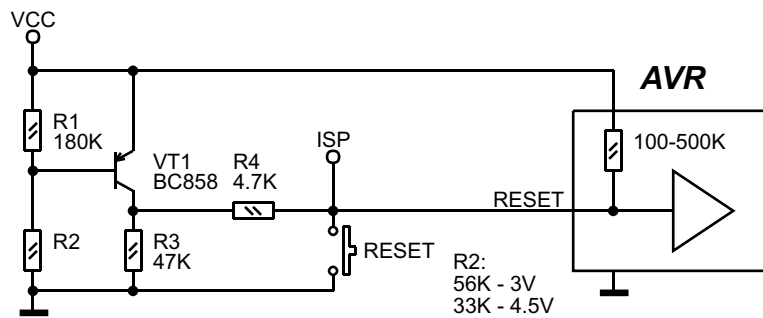 VCC
AVR
R1
180K
ISP
100-500K
VT1
BC858
R4
4.7K
RESET
R2
R3
47K
RESET
R2:
56K - 3V
33K - 4.5V